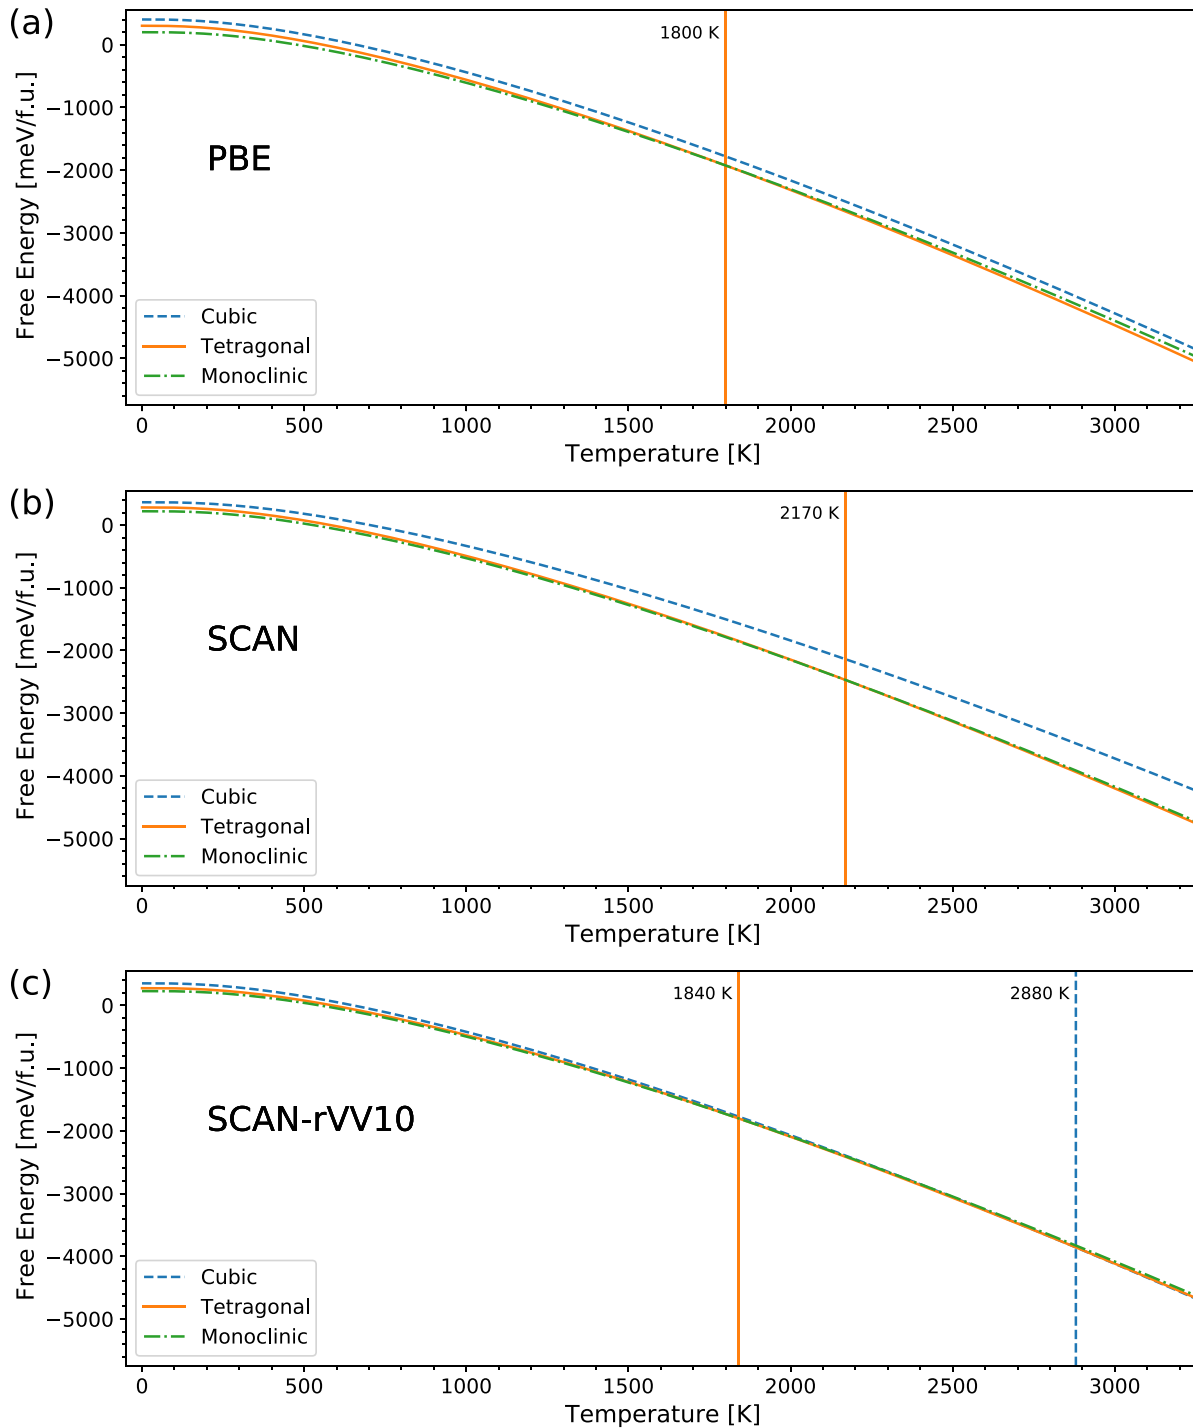 (a)
1800 K
PBE
Free Energy [meV/f.u.]
0
−1000
−2000
−3000
−4000
−5000
Cubic
Tetragonal
Monoclinic
0 500 1000 1500 2000 2500 3000
Temperature [K]
(b)
2170 K
SCAN
Free Energy [meV/f.u.]
0
−1000
−2000
−3000
−4000
−5000
Cubic
Tetragonal
Monoclinic
0 500 1000 1500 2000 2500 3000
Temperature [K]
(c)
1840 K 2880 K
SCAN-rVV10
Free Energy [meV/f.u.]
0
−1000
−2000
−3000
−4000
−5000
Cubic
Tetragonal
Monoclinic
0 500 1000 1500 2000 2500 3000
Temperature [K]